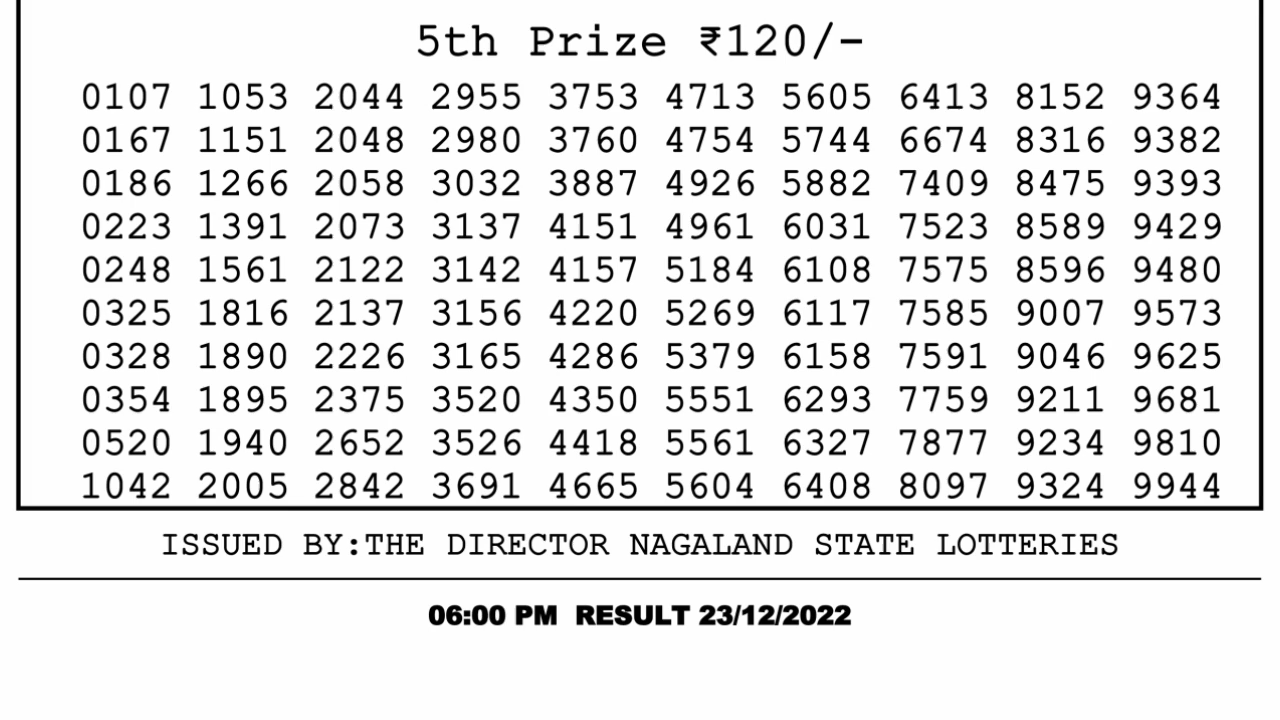 5th Prize ₹120/-
0107 1053 2044 2955 3753 4713 5605 6413 8152 9364
0167 1151 2048 2980 3760 4754 5744 6674 8316 9382
0186 1266 2058 3032 3887 4926 5882 7409 8475 9393
0223 1391 2073 3137 4151 4961 6031 7523 8589 9429
0248 1561 2122 3142 4157 5184 6108 7575 8596 9480
0325 1816 2137 3156 4220 5269 6117 7585 9007 9573
0328 1890 2226 3165 4286 5379 6158 7591 9046 9625
0354 1895 2375 3520 4350 5551 6293 7759 9211 9681
0520 1940 2652 3526 4418 5561 6327 7877 9234 9810
1042 2005 2842 3691 4665 5604 6408 8097 9324 9944
ISSUED BY:THE DIRECTOR NAGALAND STATE LOTTERIES
06:00 PM RESULT 23/12/2022